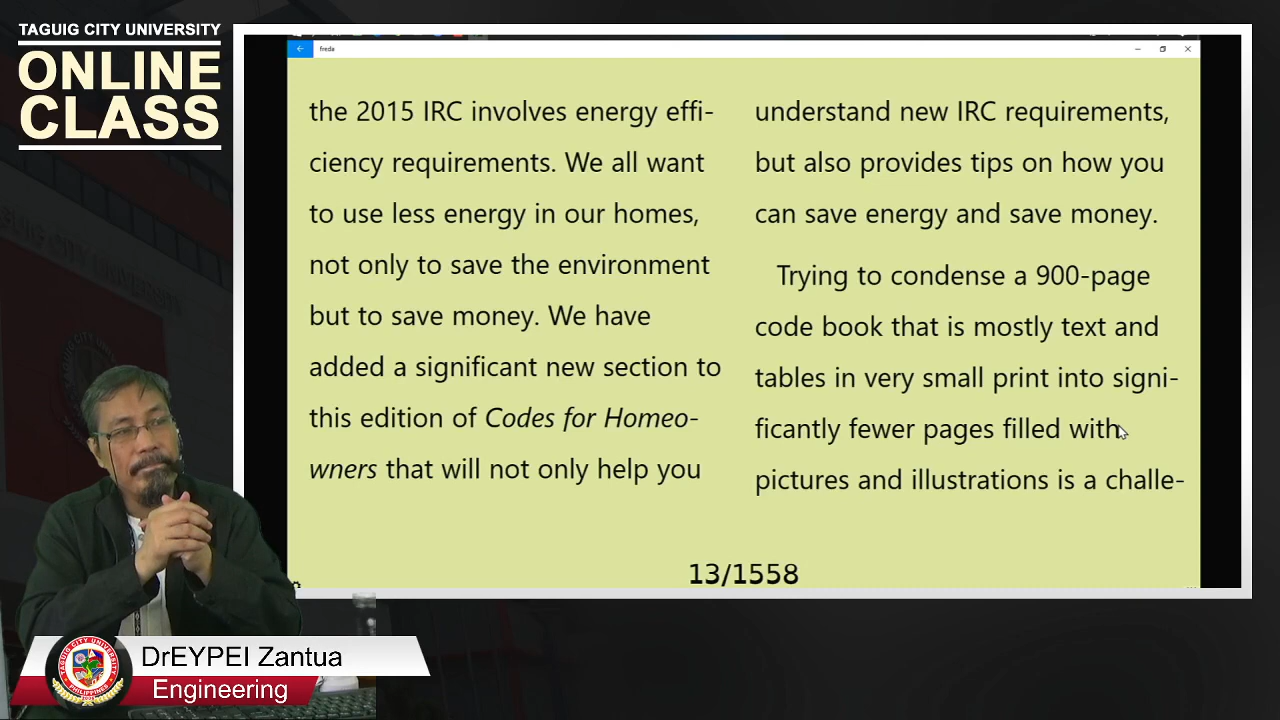 TAGUIG CITY UNIVERSITY
ONLINE
CLASS
freda
the 2015 IRC involves energy effi-
ciency requirements. We all want
to use less energy in our homes,
not only to save the environment
but to save money. We have
added a significant new section to
this edition of Codes for Homeo-
wners that will not only help you
understand new IRC requirements,
but also provides tips on how you
can save energy and save money.
Trying to condense a 900-page
code book that is mostly text and
tables in very small print into signi-
ficantly fewer pages filled with
pictures and illustrations is a challe-
13/1558
DrEYPEI Zantua
Engineering